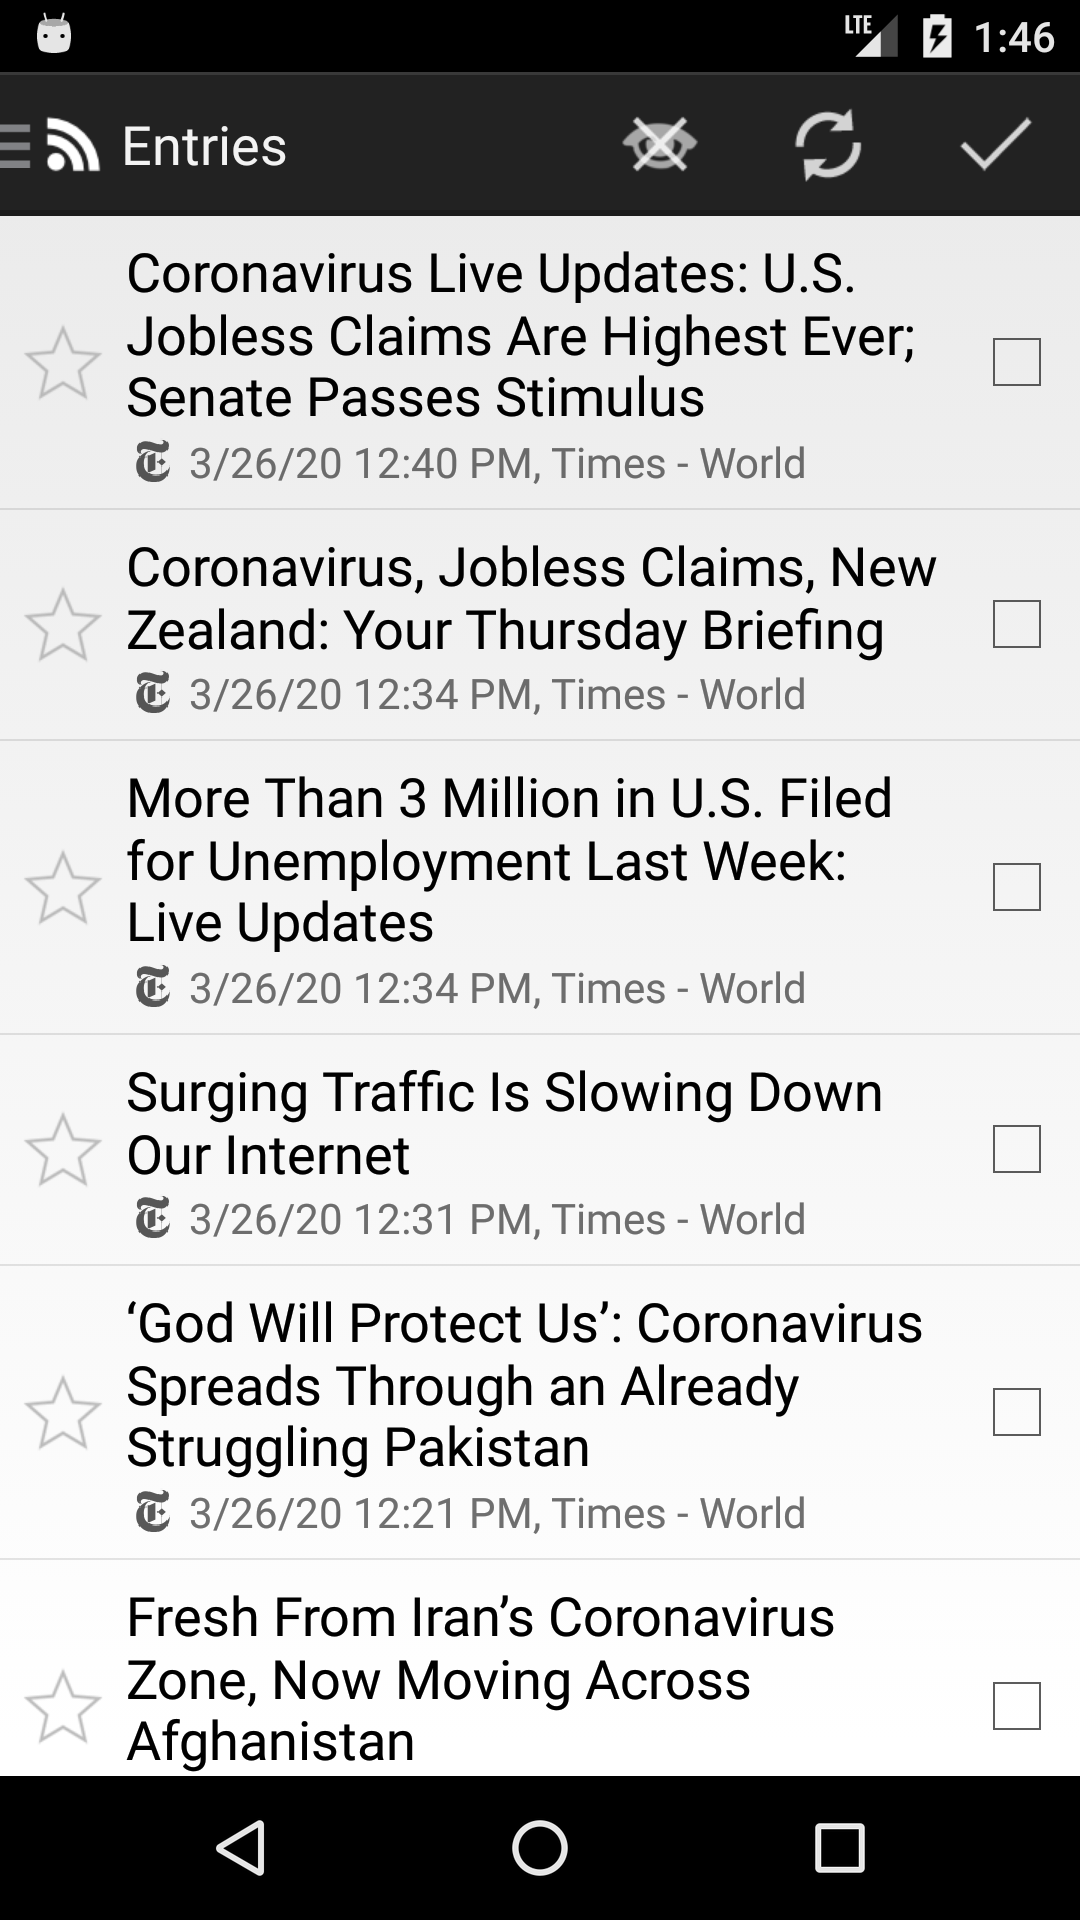 LTE 1:46
Entries
Coronavirus Live Updates: U.S.
Jobless Claims Are Highest Ever;
Senate Passes Stimulus
3/26/20 12:40 PM, Times - World
Coronavirus, Jobless Claims, New
Zealand: Your Thursday Briefing
3/26/20 12:34 PM, Times - World
More Than 3 Million in U.S. Filed
for Unemployment Last Week:
Live Updates
3/26/20 12:34 PM, Times - World
Surging Traffic Is Slowing Down
Our Internet
3/26/20 12:31 PM, Times - World
‘God Will Protect Us’: Coronavirus
Spreads Through an Already
Struggling Pakistan
3/26/20 12:21 PM, Times - World
Fresh From Iran’s Coronavirus
Zone, Now Moving Across
Afghanistan